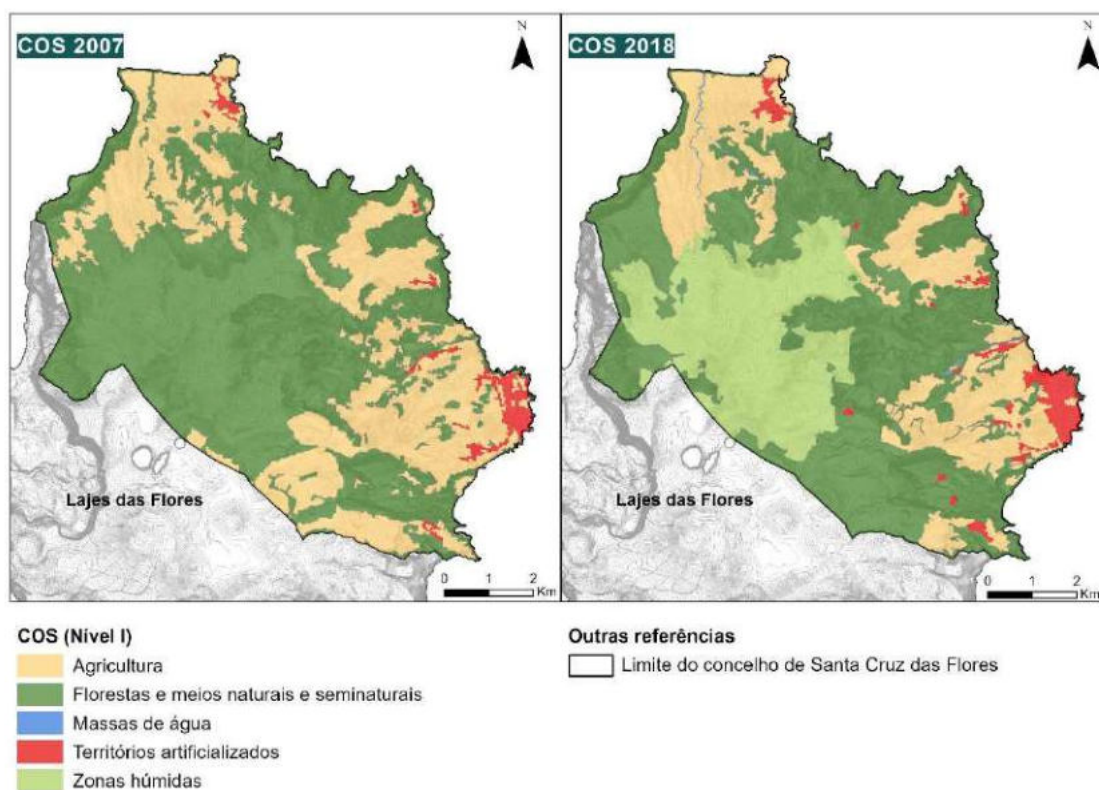 COS 2007
N
Lajes das Flores
0 1 2
Km
COS 2018
N
Lajes das Flores
0 1 2
Km
COS (Nível I)
Agricultura
Florestas e meios naturais e seminaturais
Massas de água
Territórios artificializados
Zonas húmidas
Outras referências
Limite do concelho de Santa Cruz das Flores